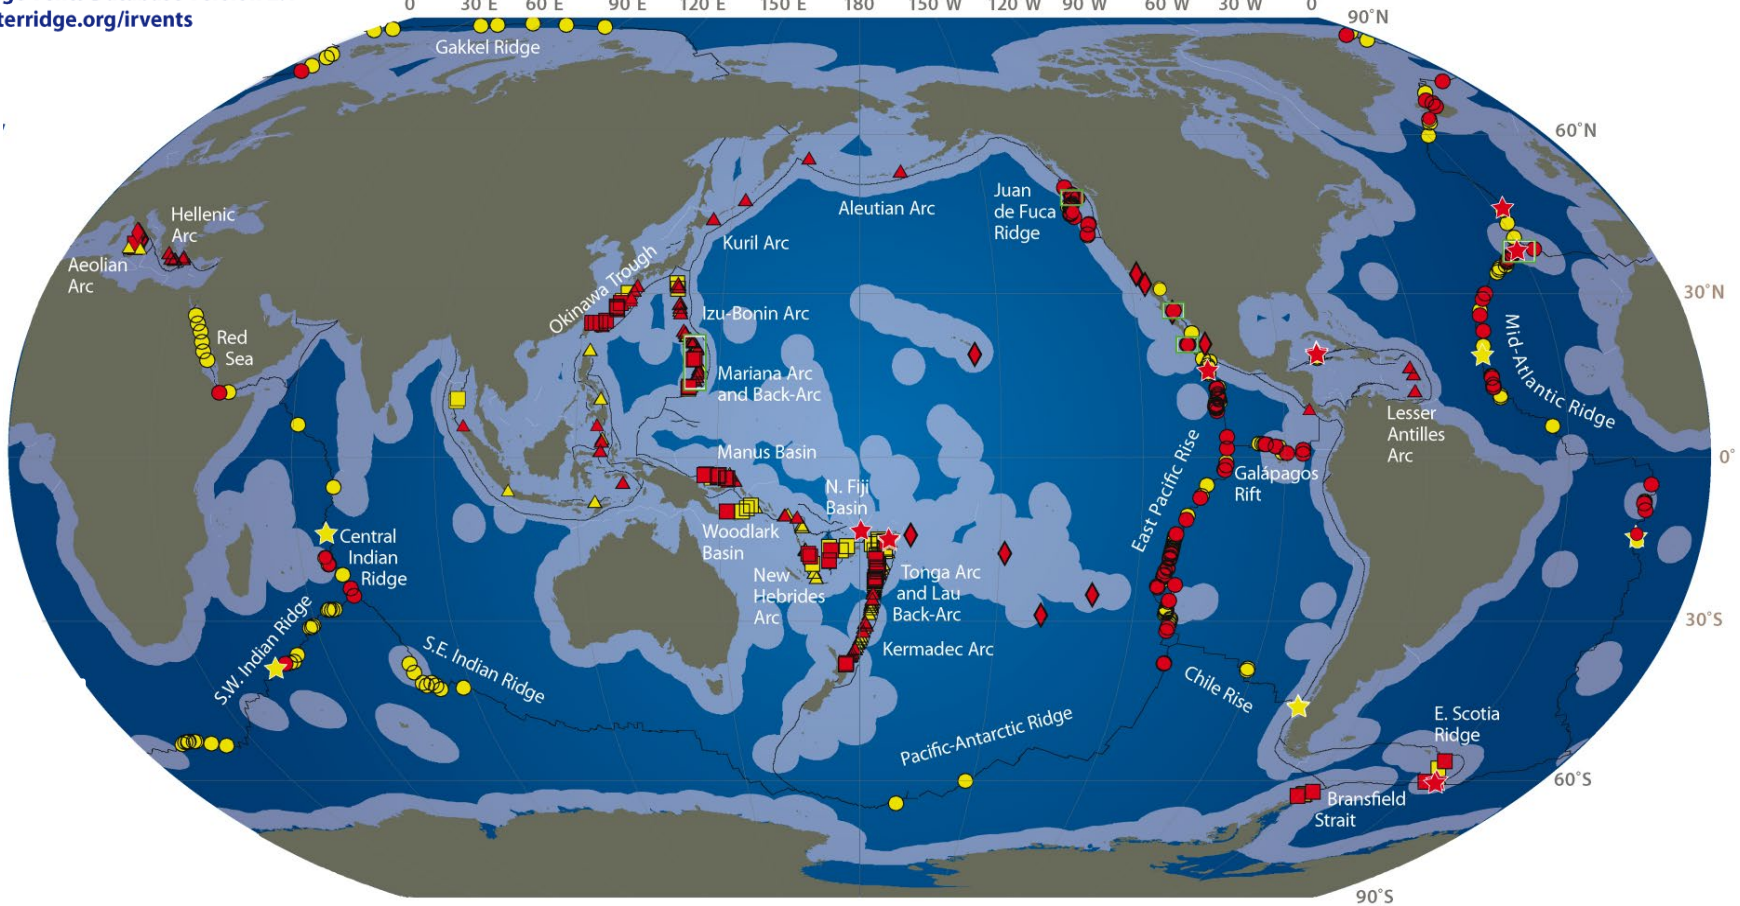 terridge.org/irvents
0 30 E 60 E 90 E 120 E 150 E 180 150 W 120 W 90 W 60 W 30 W 0
90°N
Gakkel Ridge
60°N
Hellenic
Arc
Aeolian
Arc
Aleutian Arc
Juan
de Fuca
Ridge
Kuril Arc
Okinawa Trough
30°N
Red
Sea
Izu-Bonin Arc
Mariana Arc
and Back-Arc
Mid-Atlantic Ridge
Lesser
Antilles
Arc
Manus Basin
0°
East Pacific Rise
Galápagos
Rift
N. Fiji
Basin
Woodlark
Basin
Central
Indian
Ridge
New
Hebrides
Arc
Tonga Arc
and Lau
Back-Arc
30°S
Kermadec Arc
S.W. Indian Ridge
S.E. Indian Ridge
Chile Rise
Pacific-Antarctic Ridge
E. Scotia
Ridge
60°S
Bransfield
Strait
90°S